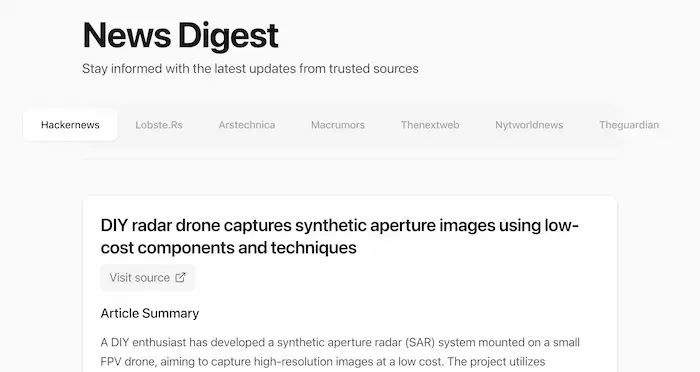 News Digest
Stay informed with the latest updates from trusted sources
Hackernews Lobste.Rs Arstechnica Macrumors Thenextweb Nytworldnews Theguardian
DIY radar drone captures synthetic aperture images using low-
cost components and techniques
Visit source
Article Summary
A DIY enthusiast has developed a synthetic aperture radar (SAR) system mounted on a small
FPV drone, aiming to capture high-resolution images at a low cost. The project utilizes